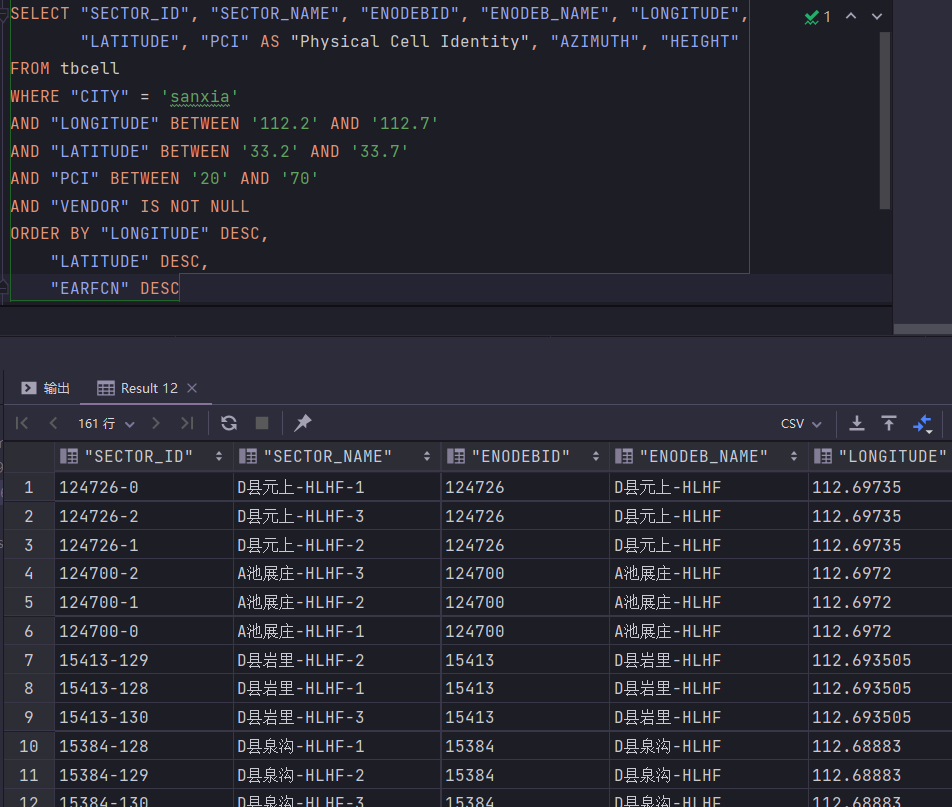 SELECT "SECTOR_ID", "SECTOR_NAME", "ENODEBID", "ENODEB_NAME", "LONGITUDE",
"LATITUDE", "PCI" AS "Physical Cell Identity", "AZIMUTH", "HEIGHT"
FROM tbcell
WHERE "CITY" = 'sanxia'
AND "LONGITUDE" BETWEEN '112.2' AND '112.7'
AND "LATITUDE" BETWEEN '33.2' AND '33.7'
AND "PCI" BETWEEN '20' AND '70'
AND "VENDOR" IS NOT NULL
ORDER BY "LONGITUDE" DESC,
"LATITUDE" DESC,
"EARFCN" DESC
1
输出 Result 12
161 行 CSV
"SECTOR_ID" "SECTOR_NAME" "ENODEBID" "ENODEB_NAME" "LONGITUDE"
1 124726-0 D县元上-HLHF-1 124726 D县元上-HLHF 112.69735
2 124726-2 D县元上-HLHF-3 124726 D县元上-HLHF 112.69735
3 124726-1 D县元上-HLHF-2 124726 D县元上-HLHF 112.69735
4 124700-2 A池展庄-HLHF-3 124700 A池展庄-HLHF 112.6972
5 124700-1 A池展庄-HLHF-2 124700 A池展庄-HLHF 112.6972
6 124700-0 A池展庄-HLHF-1 124700 A池展庄-HLHF 112.6972
7 15413-129 D县岩里-HLHF-2 15413 D县岩里-HLHF 112.693505
8 15413-128 D县岩里-HLHF-1 15413 D县岩里-HLHF 112.693505
9 15413-130 D县岩里-HLHF-3 15413 D县岩里-HLHF 112.693505
10 15384-128 D县泉沟-HLHF-1 15384 D县泉沟-HLHF 112.68883
11 15384-129 D县泉沟-HLHF-2 15384 D县泉沟-HLHF 112.68883
12 15384-130 D县泉沟-HLHF-3 15384 D县泉沟-HLHF 112.68883